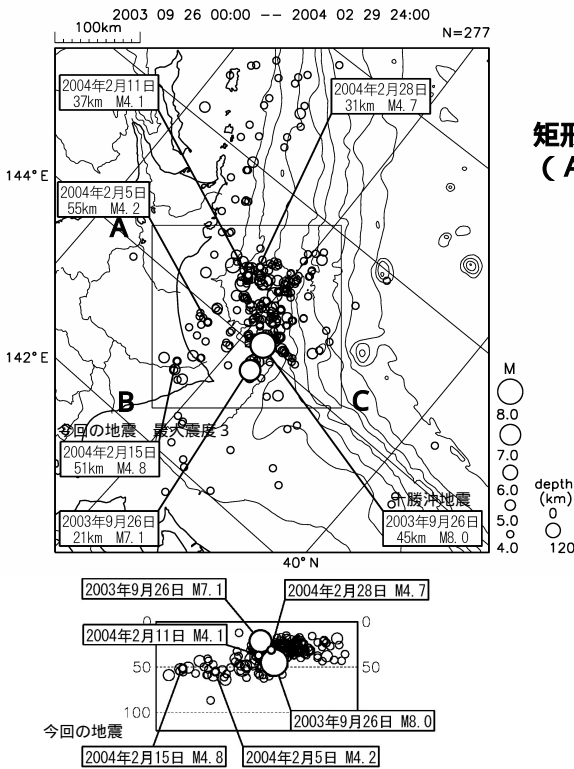 2003 09 26 00:00 -- 2004 02 29 24:00
100km
N=277
2004年2月11日
37km M4.1
2004年2月28日
31km M4.7
矩形
(A
144°E
2004年2月5日
55km M4.2
A
142°E
B
C
今回の地震 最大震度3
2004年2月15日
51km M4.8
十勝沖地震
2003年9月26日
21km M7.1
2003年9月26日
45km M8.0
40°N
M
8.0
7.0
6.0
5.0
4.0
depth
(km)
0
120
2003年9月26日 M7.1
2004年2月28日 M4.7
0
0
2004年2月11日 M4.1
50
50
100
2003年9月26日 M8.0
今回の地震
2004年2月15日 M4.8
2004年2月5日 M4.2